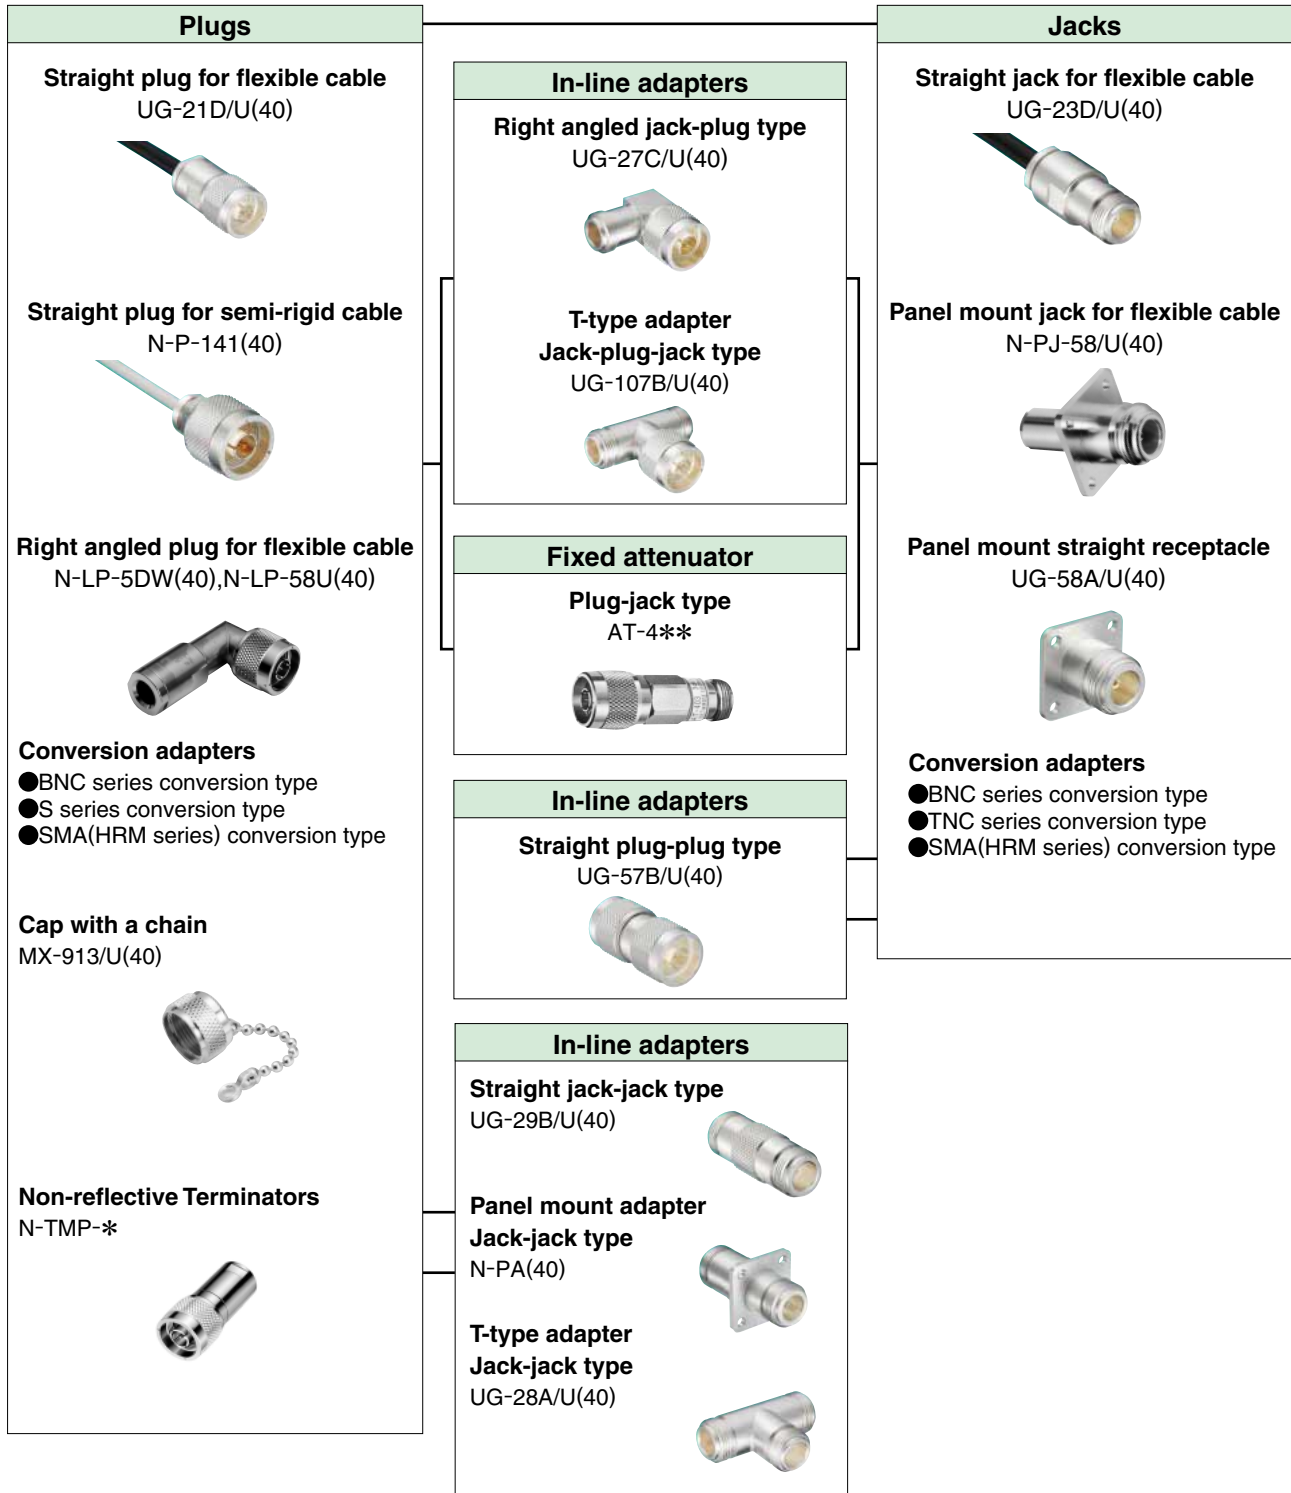 Plugs
Straight plug for flexible cable
UG-21D/U(40)
Straight plug for semi-rigid cable
N-P-141(40)
Right angled plug for flexible cable
N-LP-5DW(40),N-LP-58U(40)
Conversion adapters
●BNC series conversion type
●S series conversion type
●SMA(HRM series) conversion type
Cap with a chain
MX-913/U(40)
Non-reflective Terminators
N-TMP-*
In-line adapters
Right angled jack-plug type
UG-27C/U(40)
T-type adapter
Jack-plug-jack type
UG-107B/U(40)
Fixed attenuator
Plug-jack type
AT-4**
In-line adapters
Straight plug-plug type
UG-57B/U(40)
In-line adapters
Straight jack-jack type
UG-29B/U(40)
Panel mount adapter
Jack-jack type
N-PA(40)
T-type adapter
Jack-jack type
UG-28A/U(40)
Jacks
Straight jack for flexible cable
UG-23D/U(40)
Panel mount jack for flexible cable
N-PJ-58/U(40)
Panel mount straight receptacle
UG-58A/U(40)
Conversion adapters
●BNC series conversion type
●TNC series conversion type
●SMA(HRM series) conversion type